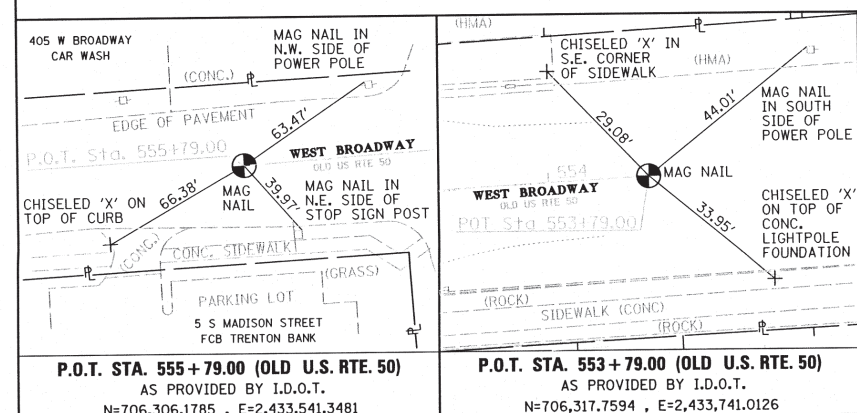 405 W BROADWAY
CAR WASH
(CONC.)
PL
MAG NAIL IN
N.W. SIDE OF
POWER POLE
EDGE OF PAVEMENT
63.47'
P.O.T. Sta. 555+79.00
WEST BROADWAY
OLD US RTE 50
66.38'
MAG
NAIL
39.97'
MAG NAIL IN
N.E. SIDE OF
STOP SIGN POST
CHISELED 'X' ON
TOP OF CURB
(CONC.)
CONC. SIDEWALK
PL
(GRASS)
PARKING LOT
5 S MADISON STREET
FCB TRENTON BANK
PL
P.O.T. STA. 555+79.00 (OLD U.S. RTE. 50)
AS PROVIDED BY I.D.O.T.
N=706,306.1785 , E=2,433,541.3481
(HMA)
PL
CHISELED 'X' IN
S.E. CORNER
OF SIDEWALK
(HMA)
29.08'
44.01'
MAG NAIL
IN SOUTH
SIDE OF
POWER POLE
554
MAG NAIL
WEST BROADWAY
OLD US RTE 50
POT Sta 553+79.00
33.95'
CHISELED 'X'
ON TOP OF
CONC.
LIGHTPOLE
FOUNDATION
(ROCK)
SIDEWALK (CONC)
(ROCK)
PL
P.O.T. STA. 553+79.00 (OLD U.S. RTE. 50)
AS PROVIDED BY I.D.O.T.
N=706,317.7594 , E=2,433,741.0126